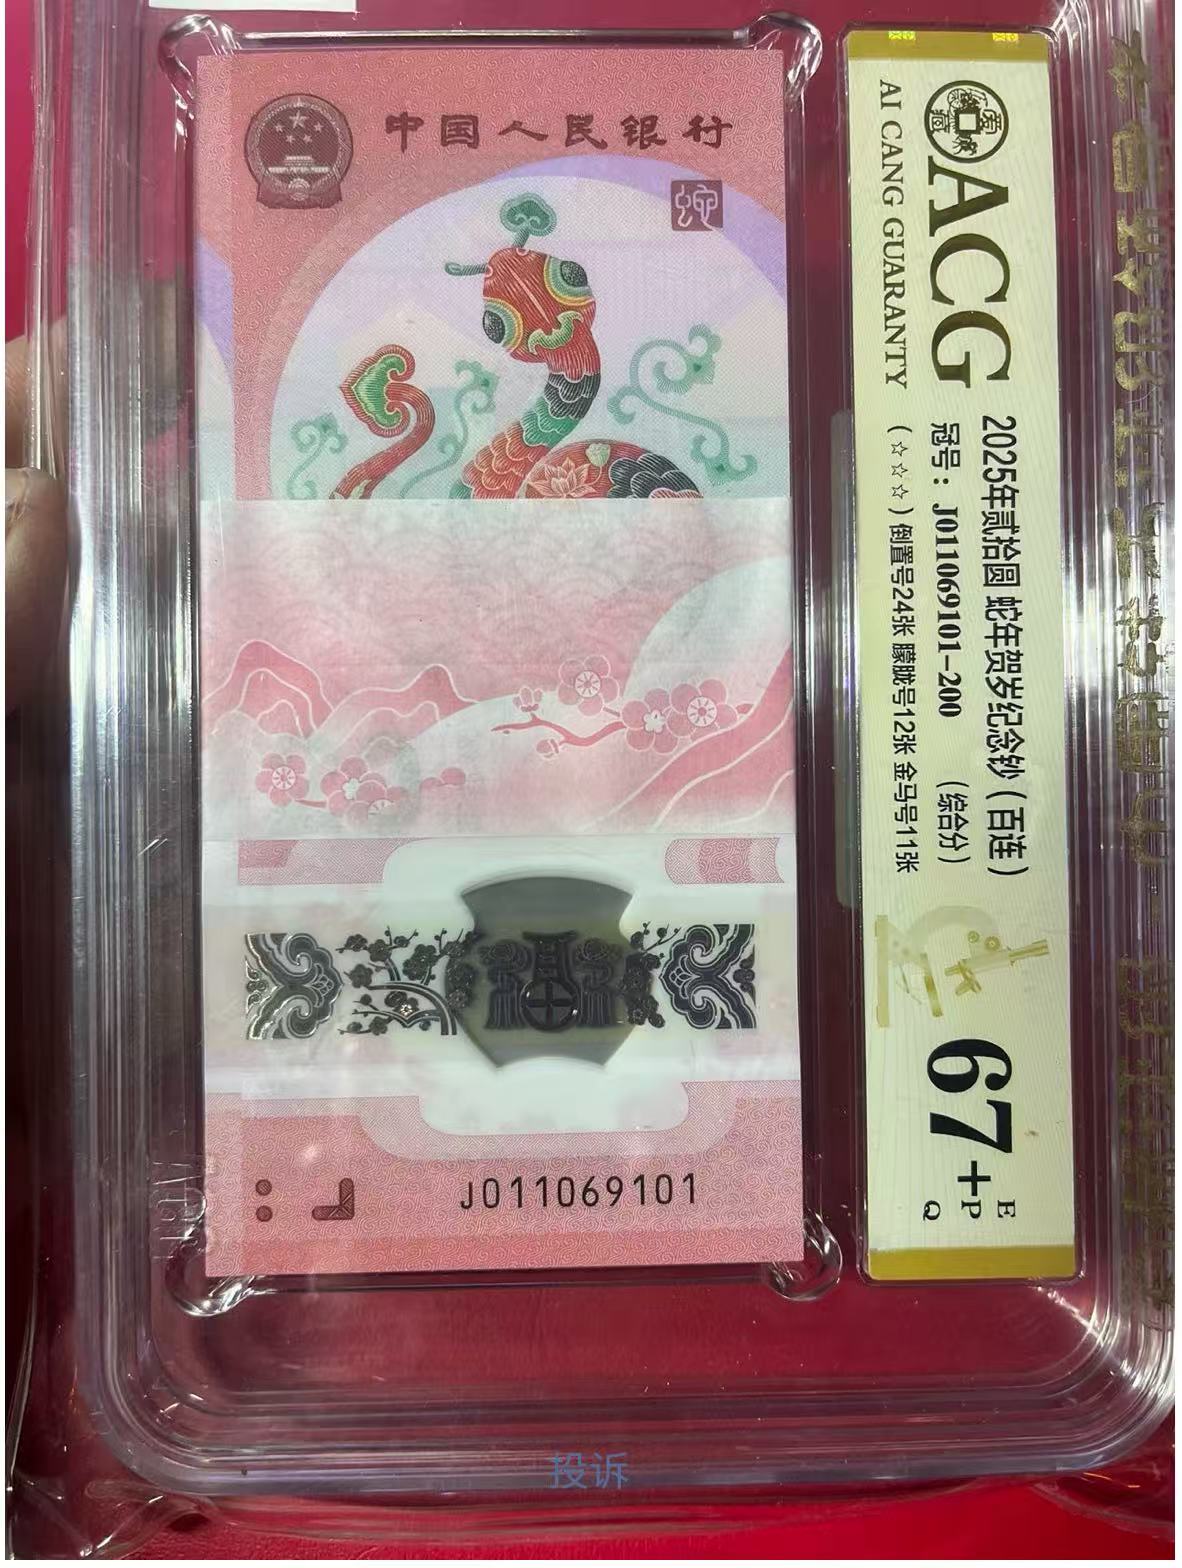 中国人民银行
蛇
J011069101
ACG
AI CANG GUARANTY
2025年贰拾圆 蛇年贺岁纪念钞（百连）
冠号：J011069101-200 （综合分）
（☆☆☆）倒置号24张 朦胧号12张 金马号11张
67+
E
P
Q
投诉